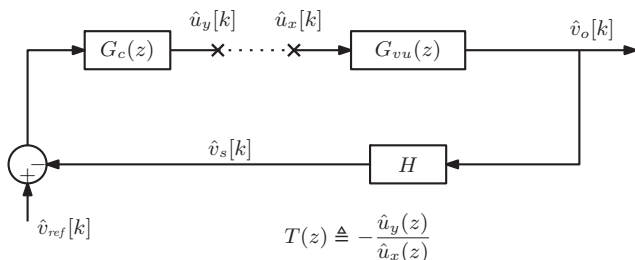 û_y[k] û_x[k] v̂_o[k]
G_c(z) G_vu(z)
v̂_s[k] H
−
+
v̂_ref[k]
T(z) ≜ − û_y(z) / û_x(z)